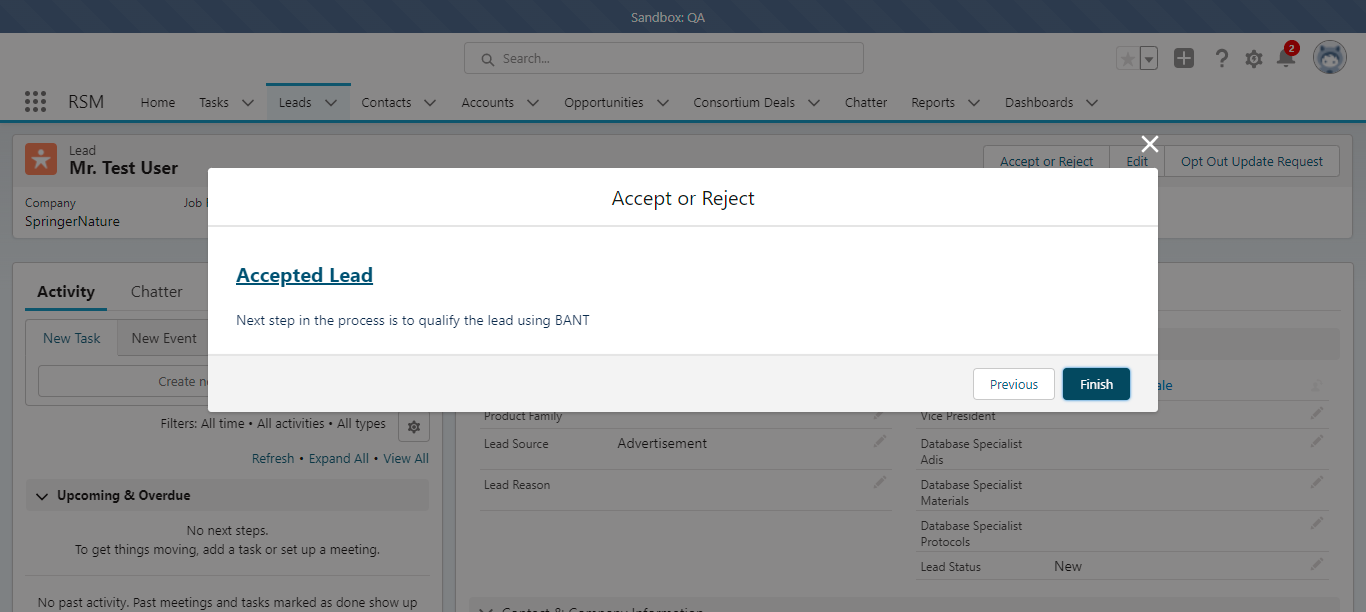 Sandbox: QA
Search...
2
RSM
Home
Tasks
Leads
Contacts
Accounts
Opportunities
Consortium Deals
Chatter
Reports
Dashboards
Lead
Mr. Test User
Accept or Reject
Edit
Opt Out Update Request
Company
Job
SpringerNature
Accept or Reject
Accepted Lead
Next step in the process is to qualify the lead using BANT
Previous
Finish
Activity
Chatter
New Task
New Event
Create
Filters: All time • All activities • All types
Refresh • Expand All • View All
Upcoming & Overdue
No next steps.
To get things moving, add a task or set up a meeting.
No past activity. Past meetings and tasks marked as done show up
Product Family
Lead Source
Advertisement
Lead Reason
Vice President
Database Specialist
Adis
Database Specialist
Materials
Database Specialist
Protocols
Lead Status
New
Contact & Company Information